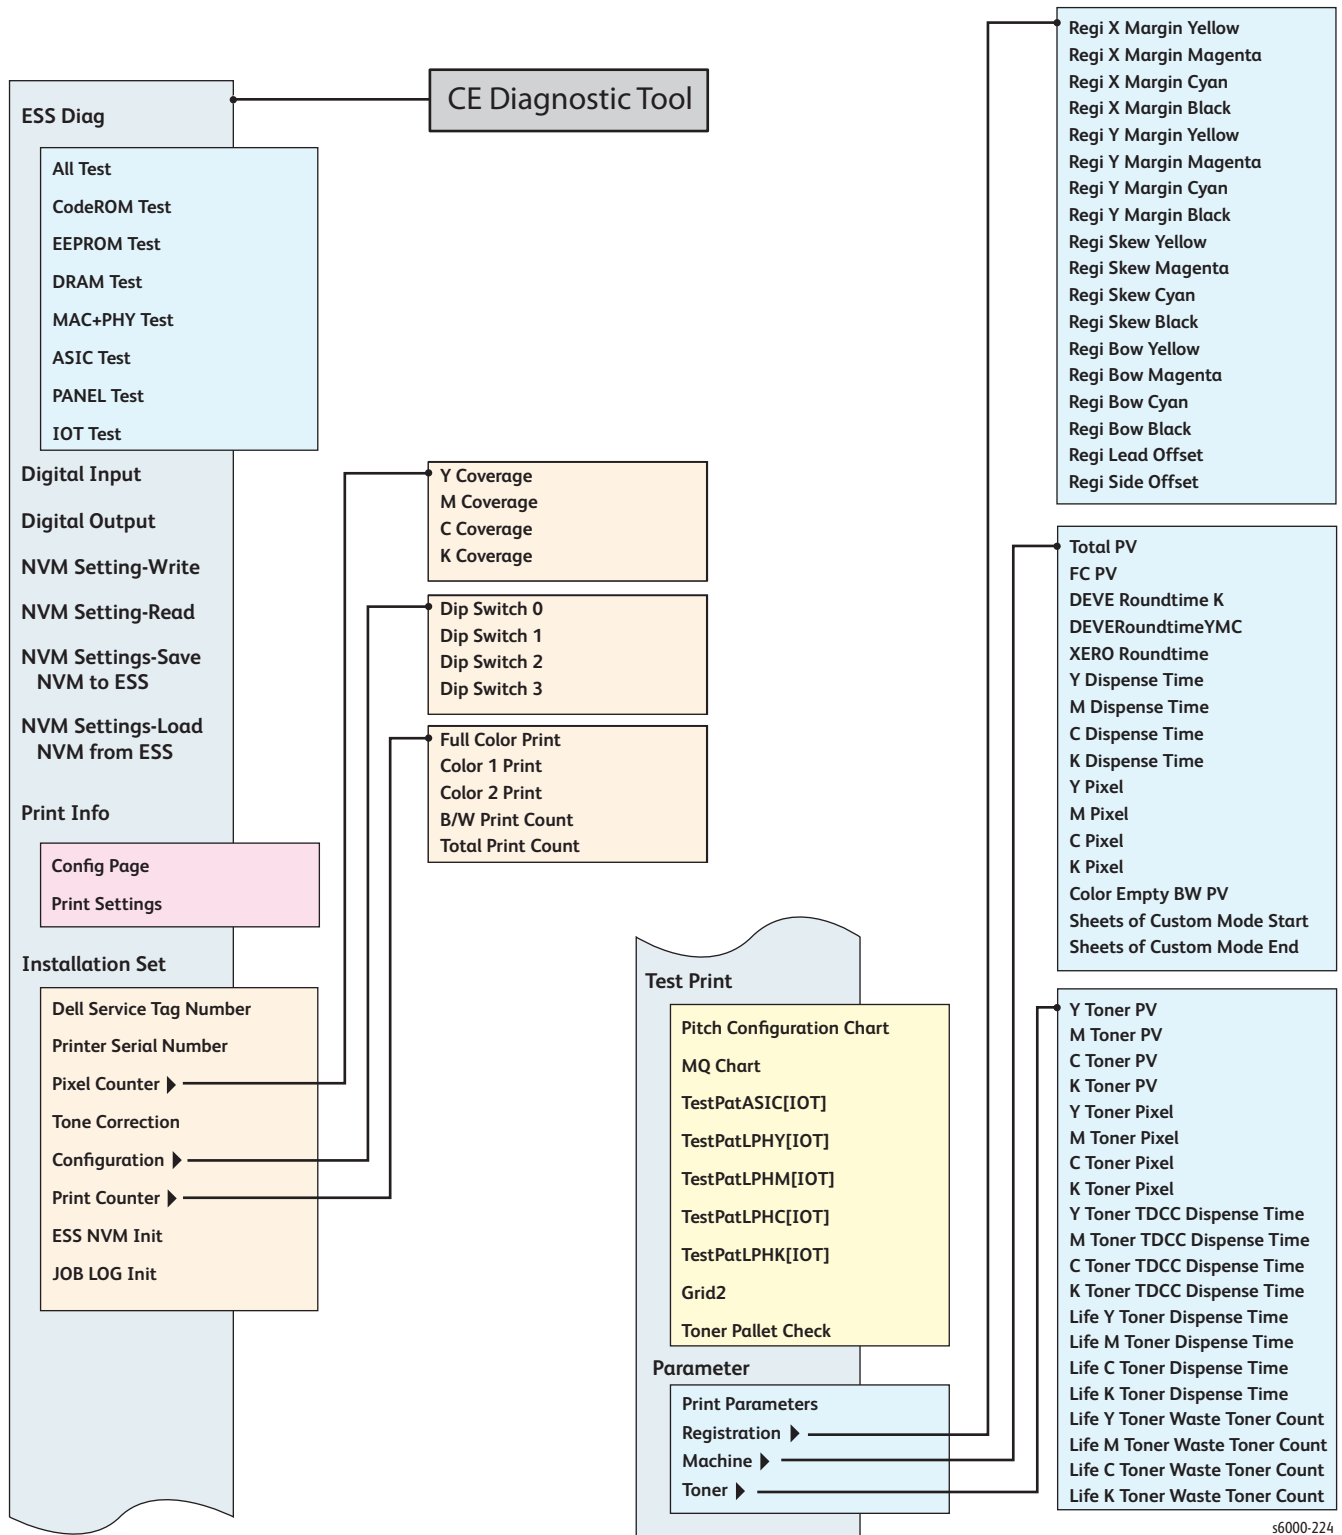 CE Diagnostic Tool
ESS Diag
All Test
CodeROM Test
EEPROM Test
DRAM Test
MAC+PHY Test
ASIC Test
PANEL Test
IOT Test
Digital Input
Digital Output
NVM Setting-Write
NVM Setting-Read
NVM Settings-Save
NVM to ESS
NVM Settings-Load
NVM from ESS
Print Info
Config Page
Print Settings
Installation Set
Dell Service Tag Number
Printer Serial Number
Pixel Counter
Tone Correction
Configuration
Print Counter
ESS NVM Init
JOB LOG Init
Y Coverage
M Coverage
C Coverage
K Coverage
Dip Switch 0
Dip Switch 1
Dip Switch 2
Dip Switch 3
Full Color Print
Color 1 Print
Color 2 Print
B/W Print Count
Total Print Count
Test Print
Pitch Configuration Chart
MQ Chart
TestPatASIC[IOT]
TestPatLPHY[IOT]
TestPatLPHM[IOT]
TestPatLPHC[IOT]
TestPatLPHK[IOT]
Grid2
Toner Pallet Check
Parameter
Print Parameters
Registration
Machine
Toner
Regi X Margin Yellow
Regi X Margin Magenta
Regi X Margin Cyan
Regi X Margin Black
Regi Y Margin Yellow
Regi Y Margin Magenta
Regi Y Margin Cyan
Regi Y Margin Black
Regi Skew Yellow
Regi Skew Magenta
Regi Skew Cyan
Regi Skew Black
Regi Bow Yellow
Regi Bow Magenta
Regi Bow Cyan
Regi Bow Black
Regi Lead Offset
Regi Side Offset
Total PV
FC PV
DEVE Roundtime K
DEVERoundtimeYMC
XERO Roundtime
Y Dispense Time
M Dispense Time
C Dispense Time
K Dispense Time
Y Pixel
M Pixel
C Pixel
K Pixel
Color Empty BW PV
Sheets of Custom Mode Start
Sheets of Custom Mode End
Y Toner PV
M Toner PV
C Toner PV
K Toner PV
Y Toner Pixel
M Toner Pixel
C Toner Pixel
K Toner Pixel
Y Toner TDCC Dispense Time
M Toner TDCC Dispense Time
C Toner TDCC Dispense Time
K Toner TDCC Dispense Time
Life Y Toner Dispense Time
Life M Toner Dispense Time
Life C Toner Dispense Time
Life K Toner Dispense Time
Life Y Toner Waste Toner Count
Life M Toner Waste Toner Count
Life C Toner Waste Toner Count
Life K Toner Waste Toner Count
s6000-224